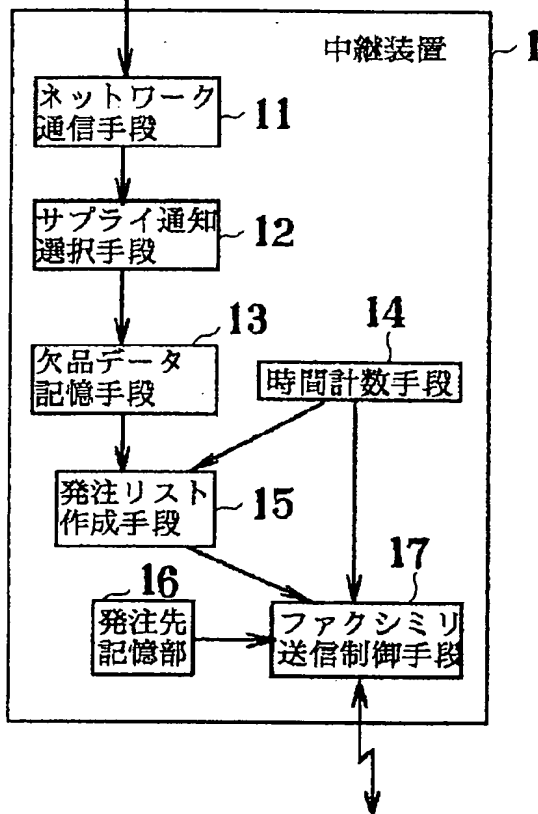 中継装置
1
ネットワーク
通信手段
11
サプライ通知
選択手段
12
13
欠品データ
記憶手段
14
時間計数手段
発注リスト
作成手段
15
16
発注先
記憶部
17
ファクシミリ
送信制御手段